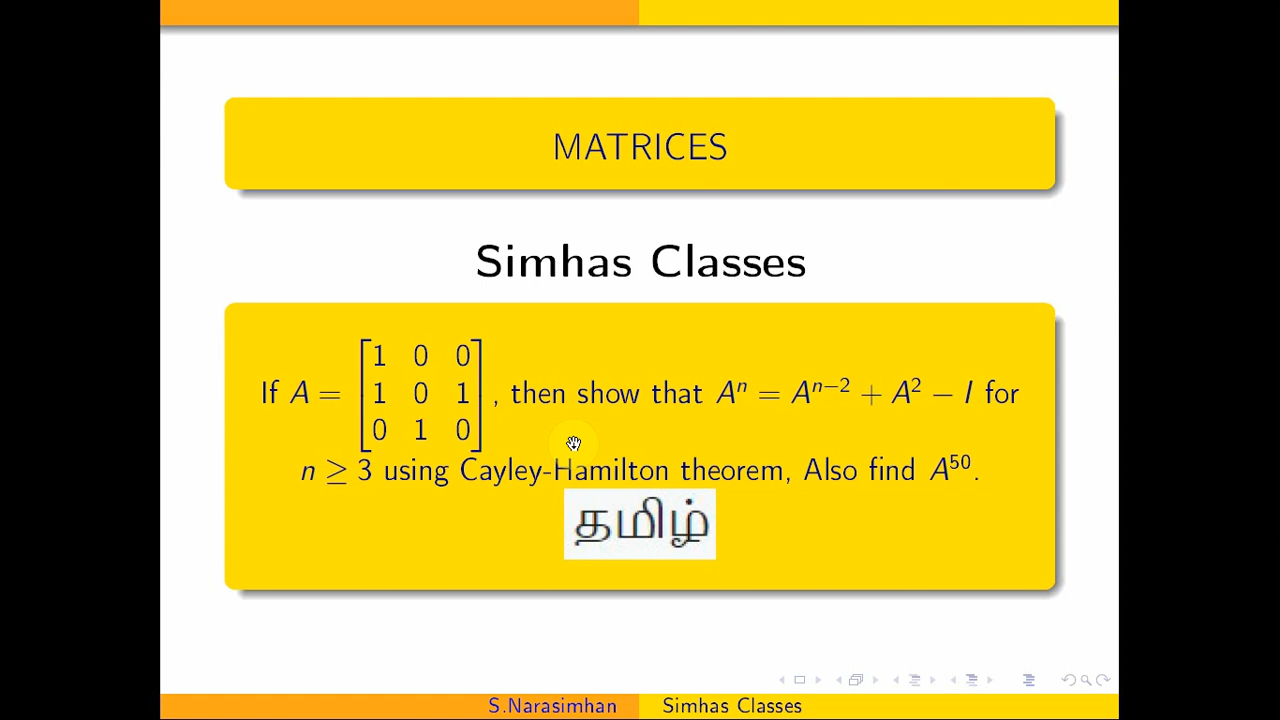 MATRICES
Simhas Classes
If A = [1 0 0
1 0 1
0 1 0], then show that Aⁿ = Aⁿ⁻² + A² − I for
n ≥ 3 using Cayley-Hamilton theorem, Also find A⁵⁰.
தமிழ்
S.Narasimhan Simhas Classes